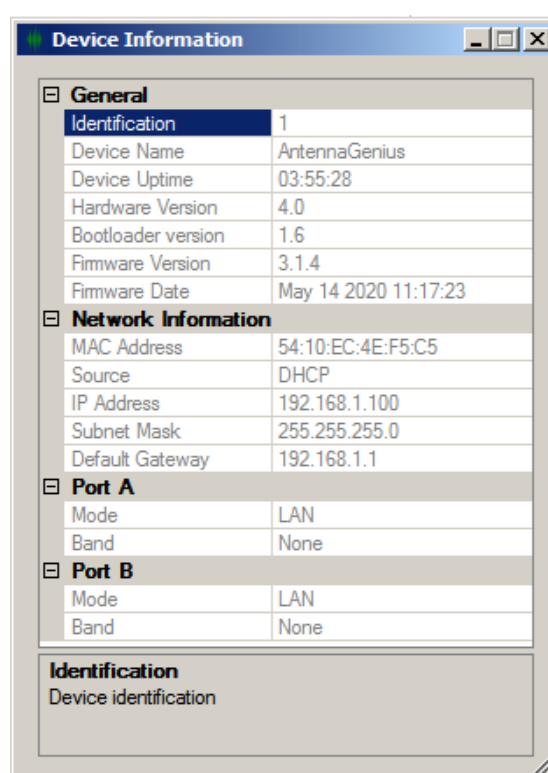 Device Information
General
Identification 1
Device Name AntennaGenius
Device Uptime 03:55:28
Hardware Version 4.0
Bootloader version 1.6
Firmware Version 3.1.4
Firmware Date May 14 2020 11:17:23
Network Information
MAC Address 54:10:EC:4E:F5:C5
Source DHCP
IP Address 192.168.1.100
Subnet Mask 255.255.255.0
Default Gateway 192.168.1.1
Port A
Mode LAN
Band None
Port B
Mode LAN
Band None
Identification
Device identification